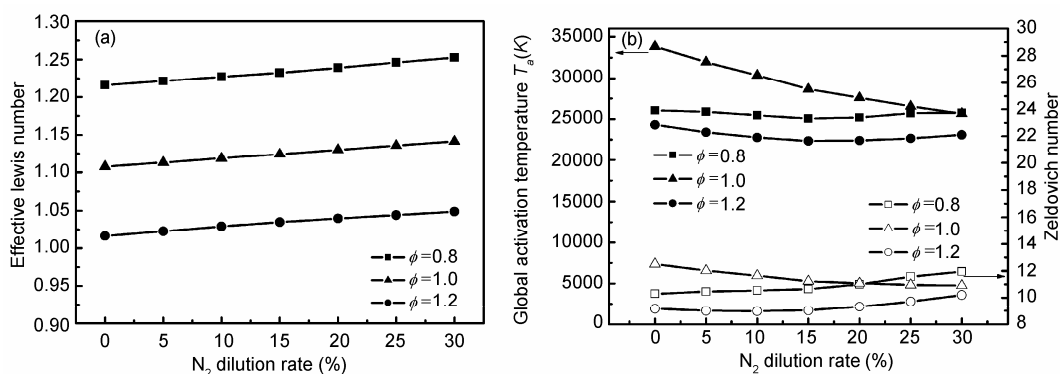 (a)
Effective lewis number
1.30
1.25
1.20
1.15
1.10
1.05
1.00
0.95
0.90
ϕ=0.8
ϕ=1.0
ϕ=1.2
0 5 10 15 20 25 30
N2 dilution rate (%)
(b)
Global activation temperature Ta(K)
35000
30000
25000
20000
15000
10000
7500
5000
2500
0
ϕ=0.8
ϕ=1.0
ϕ=1.2
ϕ=0.8
ϕ=1.0
ϕ=1.2
30
28
26
24
22
20
18
16
14
12
10
8
Zeldovich number
0 5 10 15 20 25 30
N2 dilution rate (%)